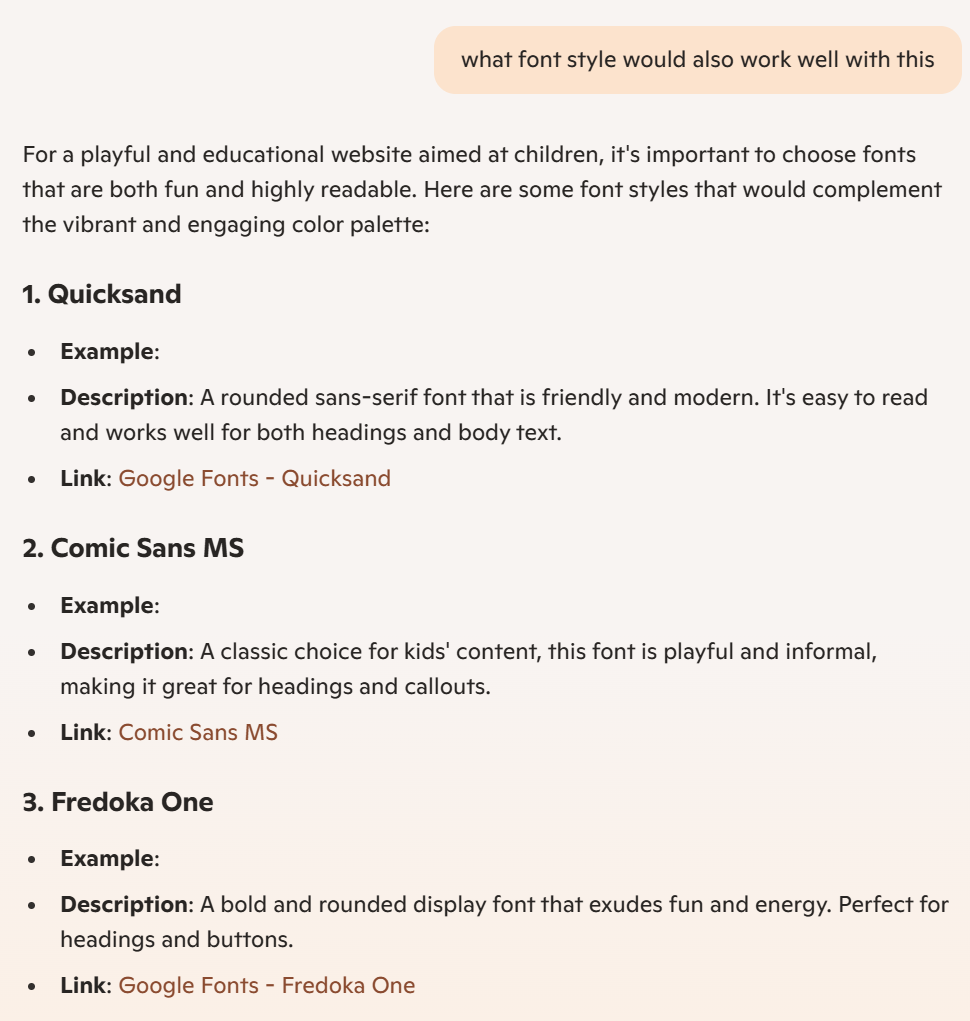 what font style would also work well with this
For a playful and educational website aimed at children, it's important to choose fonts
that are both fun and highly readable. Here are some font styles that would complement
the vibrant and engaging color palette:
1. Quicksand
• Example:
• Description: A rounded sans-serif font that is friendly and modern. It's easy to read
and works well for both headings and body text.
• Link: Google Fonts - Quicksand
2. Comic Sans MS
• Example:
• Description: A classic choice for kids' content, this font is playful and informal,
making it great for headings and callouts.
• Link: Comic Sans MS
3. Fredoka One
• Example:
• Description: A bold and rounded display font that exudes fun and energy. Perfect for
headings and buttons.
• Link: Google Fonts - Fredoka One